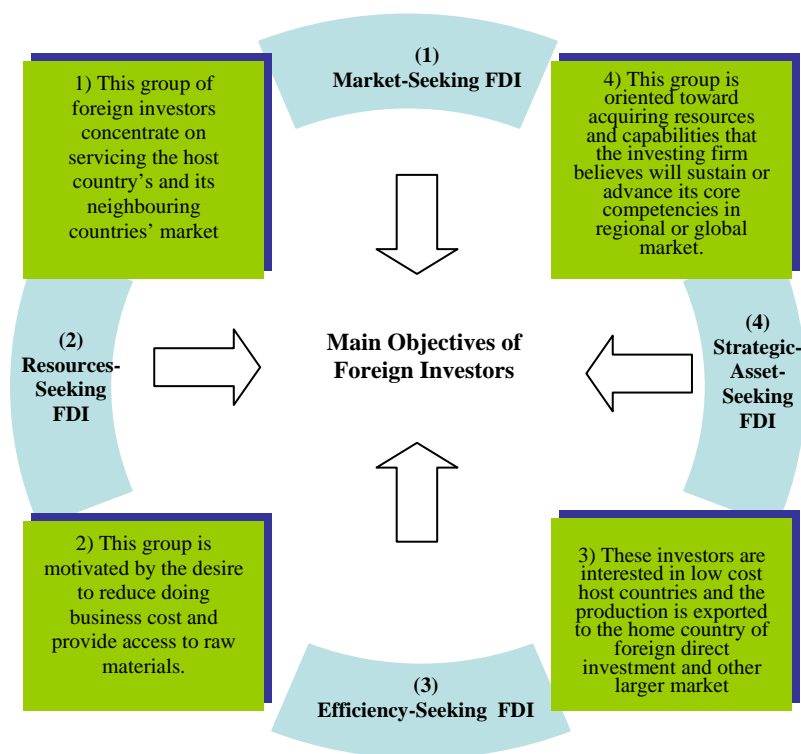 (1)
Market-Seeking FDI
1) This group of
foreign investors
concentrate on
servicing the host
country's and its
neighbouring
countries' market
4) This group is
oriented toward
acquiring resources
and capabilities that
the investing firm
believes will sustain or
advance its core
competencies in
regional or global
market.
(2)
Resources-
Seeking
FDI
Main Objectives of
Foreign Investors
(4)
Strategic-
Asset-
Seeking
FDI
2) This group is
motivated by the desire
to reduce doing
business cost and
provide access to raw
materials.
3) These investors are
interested in low cost
host countries and the
production is exported
to the home country of
foreign direct
investment and other
larger market
(3)
Efficiency-Seeking FDI